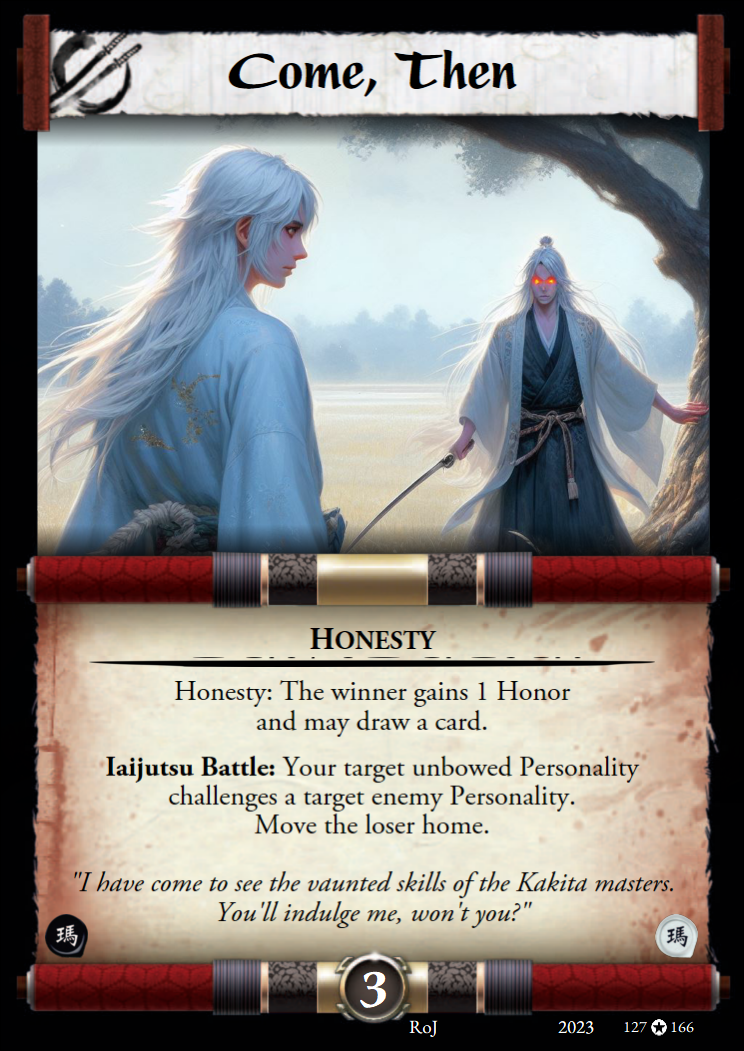 Come, Then
HONESTY
Honesty: The winner gains 1 Honor
and may draw a card.
Iaijutsu Battle: Your target unbowed Personality
challenges a target enemy Personality.
Move the loser home.
"I have come to see the vaunted skills of the Kakita masters.
You'll indulge me, won't you?"
瑪 瑪
3
RoJ 2023 127 ✪ 166